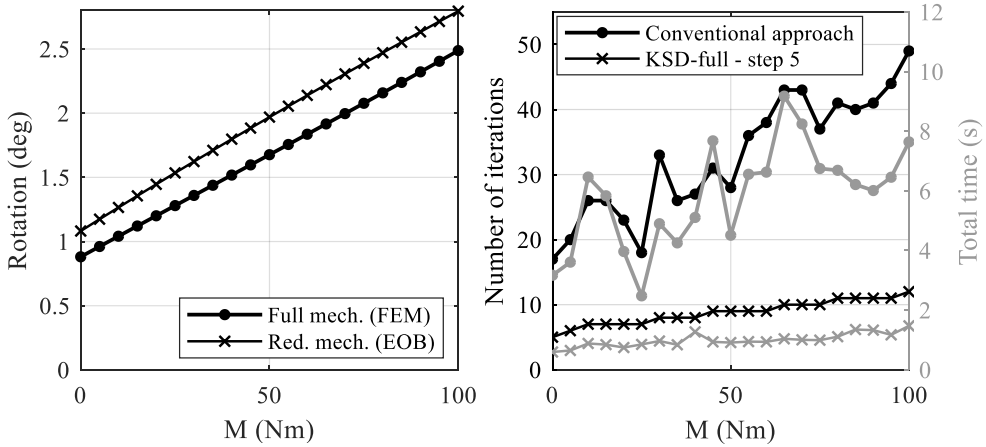 Rotation (deg)
2.5
2
1.5
1
0.5
0
Full mech. (FEM)
Red. mech. (EOB)
0
50
100
M (Nm)
Number of iterations
50
40
30
20
10
0
Conventional approach
KSD-full - step 5
0
50
100
M (Nm)
12
10
8
6
4
2
0
Total time (s)